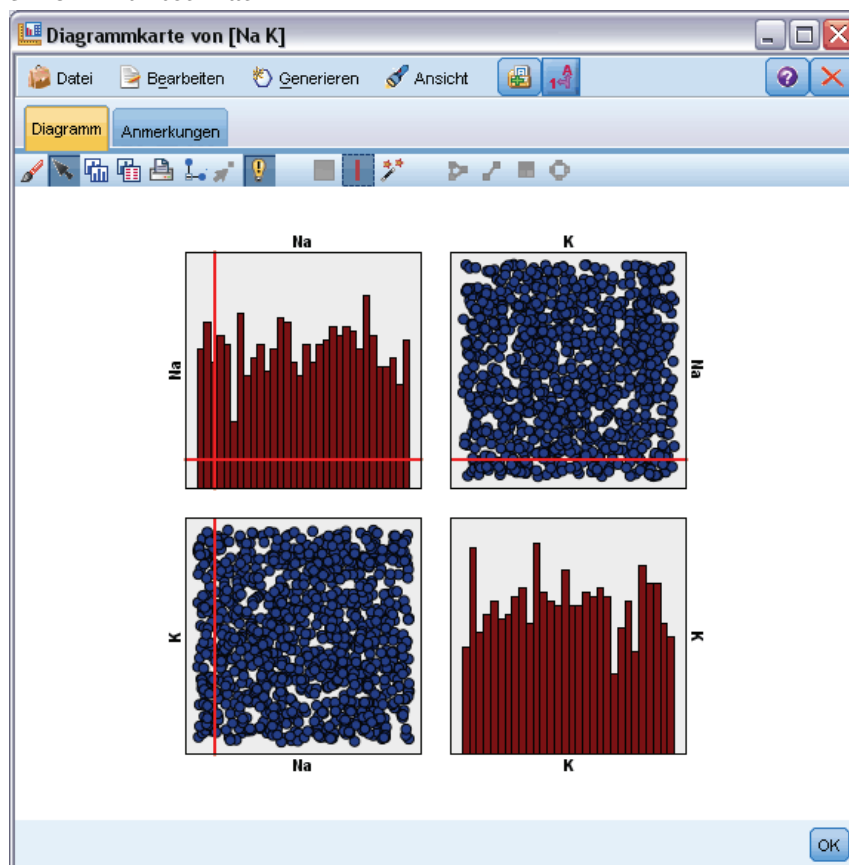 Diagrammkarte von [Na K]
Datei Bearbeiten Generieren Ansicht
Diagramm Anmerkungen
Na K
Na Na
K K
Na K
OK